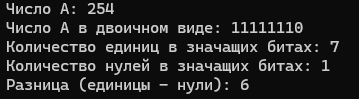 Число А: 254
Число А в двоичном виде: 11111110
Количество единиц в значащих битах: 7
Количество нулей в значащих битах: 1
Разница (единицы – нули): 6